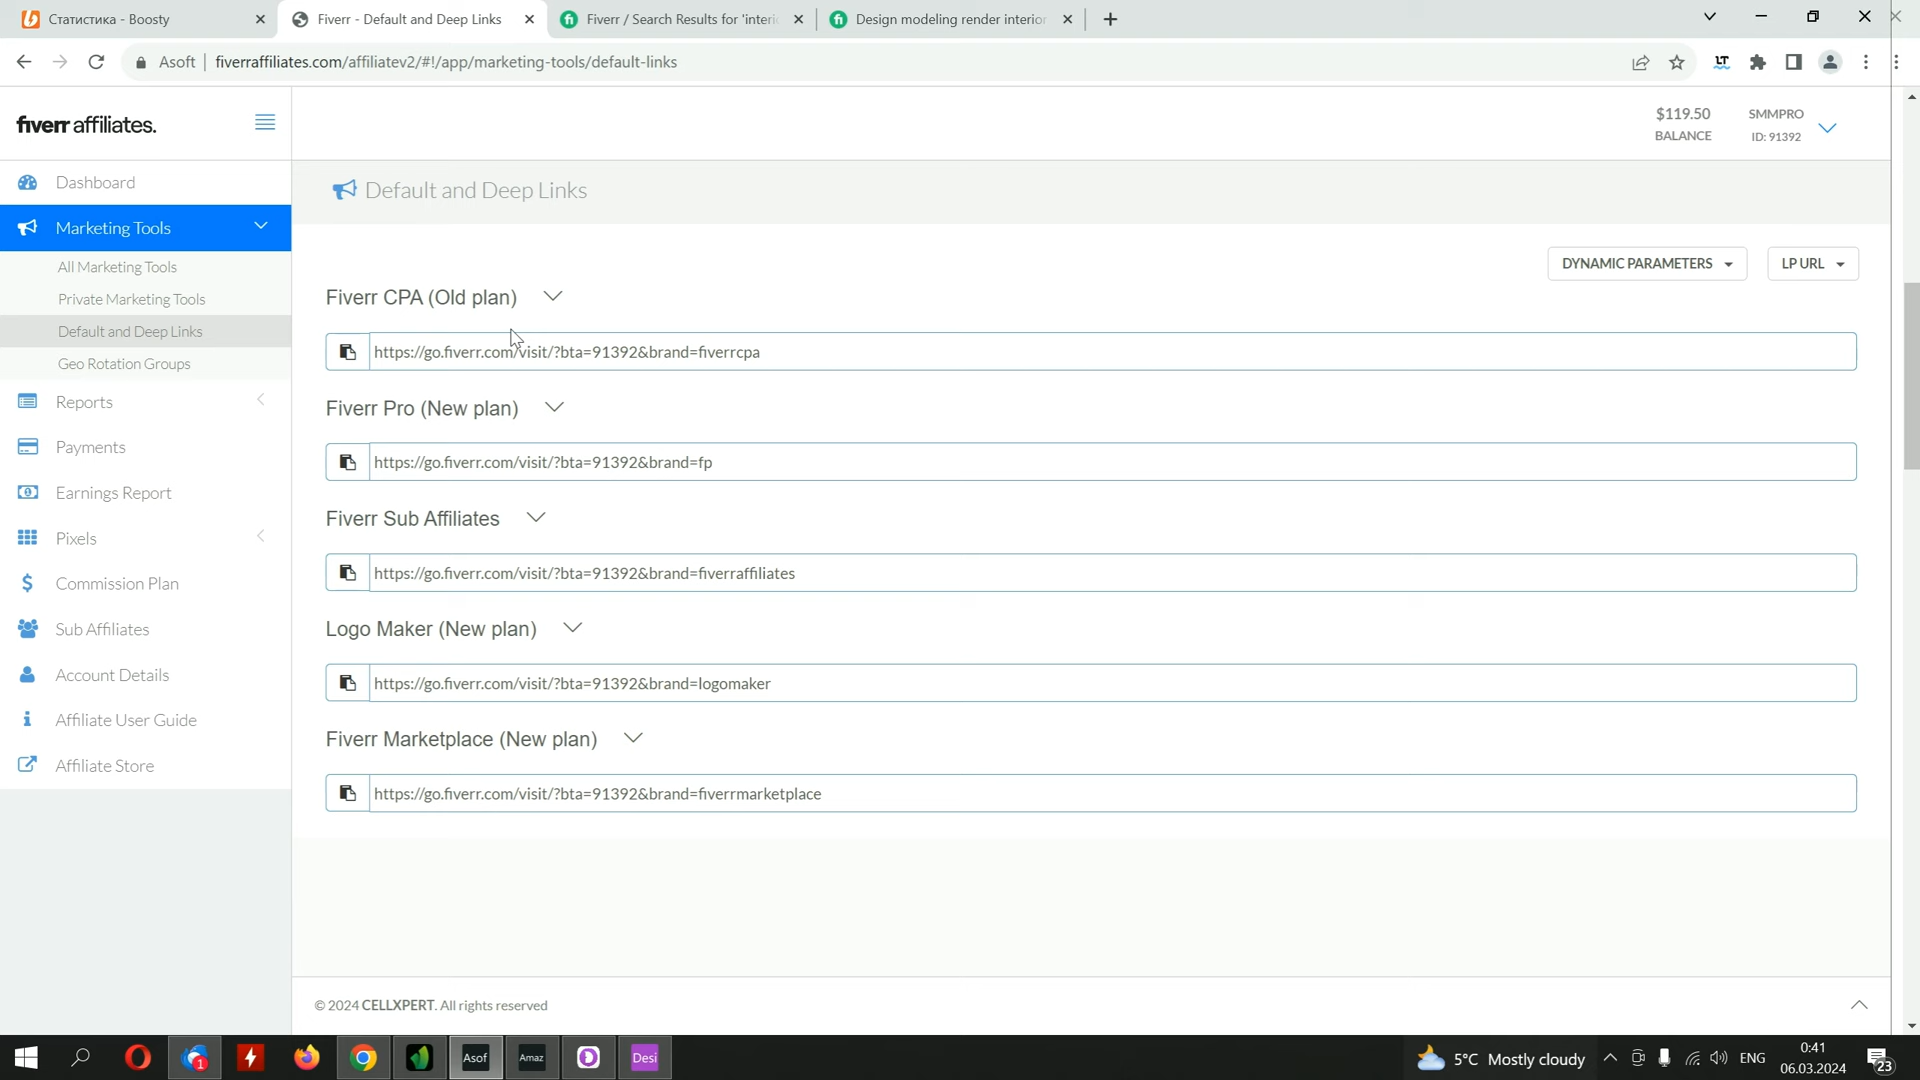 Статистика - Boosty
Fiverr - Default and Deep Links
Fiverr / Search Results for 'interi
Design modeling render interior
Asoft
fiverraffiliates.com/affiliatev2/#!/app/marketing-tools/default-links
LT
fiverr affiliates.
$119.50
BALANCE
SMMPRO
ID: 91392
Dashboard
Marketing Tools
All Marketing Tools
Private Marketing Tools
Default and Deep Links
Geo Rotation Groups
Reports
Payments
Earnings Report
Pixels
Commission Plan
Sub Affiliates
Account Details
Affiliate User Guide
Affiliate Store
Default and Deep Links
DYNAMIC PARAMETERS
LP URL
Fiverr CPA (Old plan)
https://go.fiverr.com/visit/?bta=91392&brand=fiverrcpa
Fiverr Pro (New plan)
https://go.fiverr.com/visit/?bta=91392&brand=fp
Fiverr Sub Affiliates
https://go.fiverr.com/visit/?bta=91392&brand=fiverraffiliates
Logo Maker (New plan)
https://go.fiverr.com/visit/?bta=91392&brand=logomaker
Fiverr Marketplace (New plan)
https://go.fiverr.com/visit/?bta=91392&brand=fiverrmarketplace
© 2024 CELLXPERT. All rights reserved
1
Asof
Amaz
Desi
5°C Mostly cloudy
ENG
0:41
06.03.2024
23